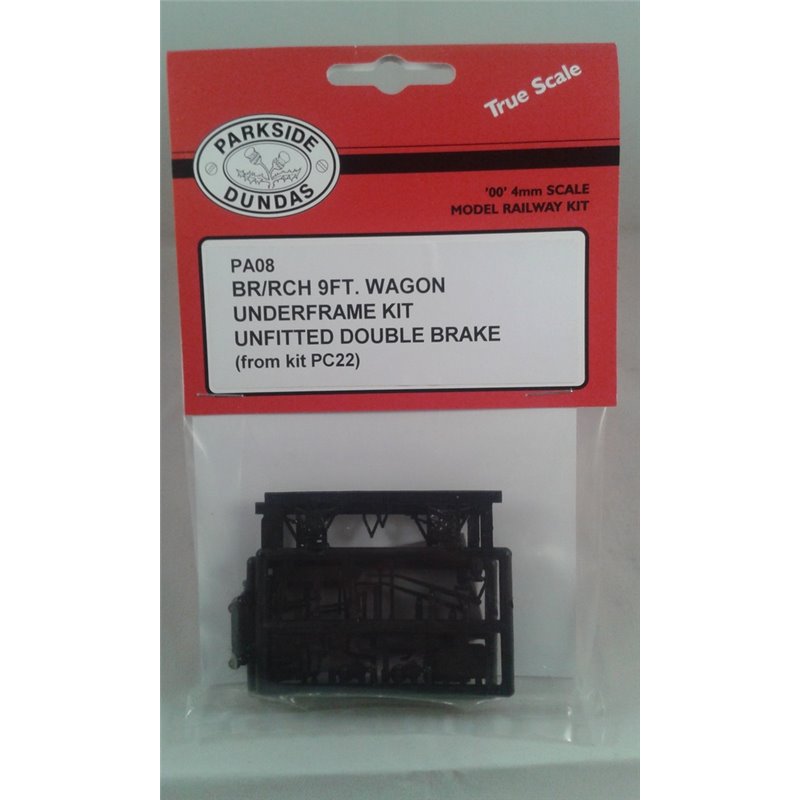 True Scale
PARKSIDE
DUNDAS
'00' 4mm SCALE
MODEL RAILWAY KIT
PA08
BR/RCH 9FT. WAGON
UNDERFRAME KIT
UNFITTED DOUBLE BRAKE
(from kit PC22)